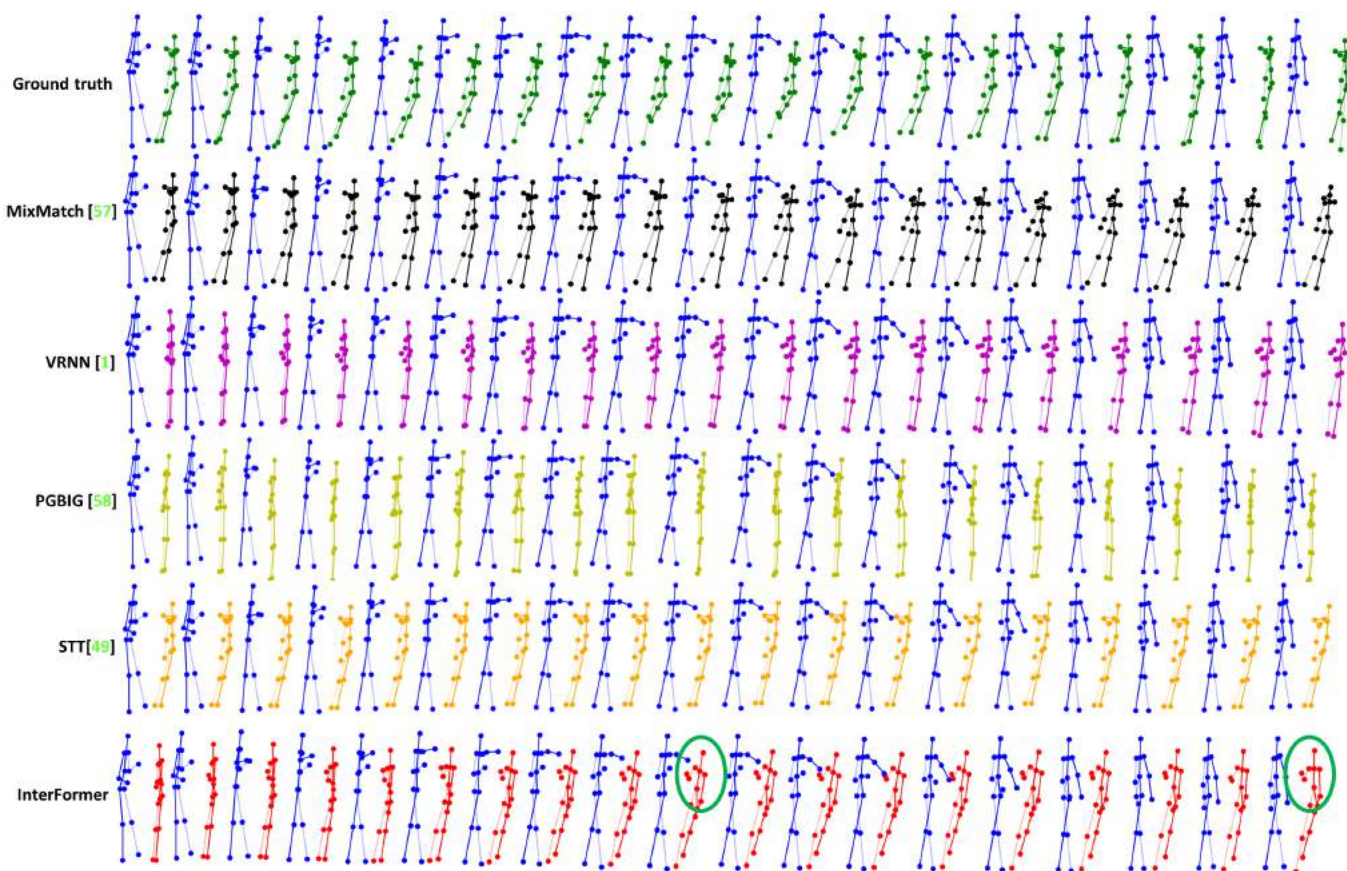 Ground truth
MixMatch [57]
VRNN [1]
PGBIG [58]
STT[49]
InterFormer